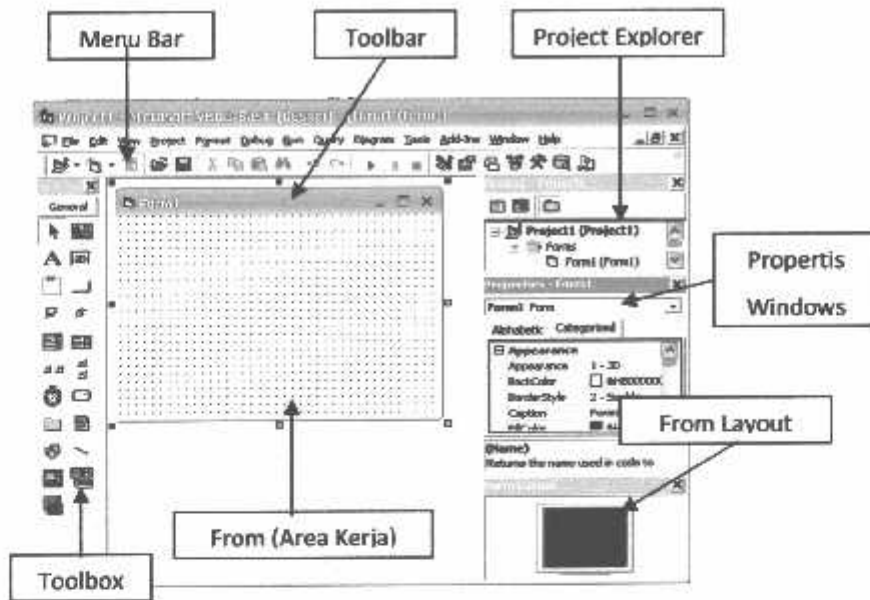 Menu Bar
Toolbar
Project Explorer
File Edit View Project Format Debug Run Query Diagram Tools Add-Ins Window Help
General
Form1
Project1 (Project1)
Forms
Form1 (Form1)
Propertis
Windows
Properties - Form1
Form1 Form
Alphabetic Categorized
Appearance
Appearance 1 - 3D
BackColor
BorderStyle 2 -
Caption
From Layout
(Name)
Returns the name used in code to
From (Area Kerja)
Toolbox